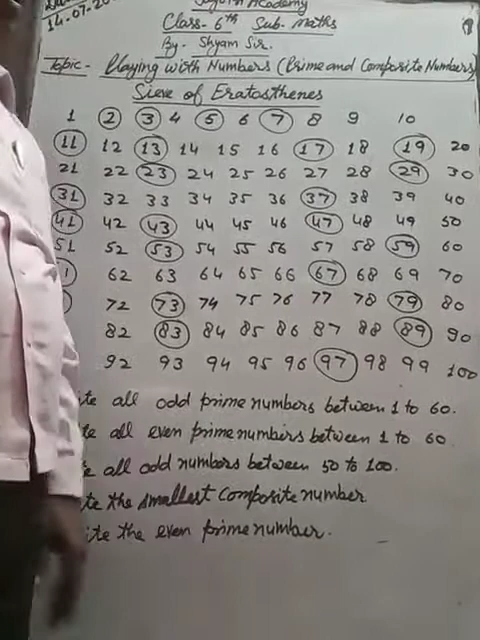 14-07-20
Academy
Class- 6th Sub- Maths
By- Shyam Sir.
Topic- Playing with Numbers (Prime and Composite Numbers)
Sieve of Eratosthenes
1 2 3 4 5 6 7 8 9 10
11 12 13 14 15 16 17 18 19 20
21 22 23 24 25 26 27 28 29 30
31 32 33 34 35 36 37 38 39 40
41 42 43 44 45 46 47 48 49 50
51 52 53 54 55 56 57 58 59 60
1 62 63 64 65 66 67 68 69 70
72 73 74 75 76 77 78 79 80
82 83 84 85 86 87 88 89 90
92 93 94 95 96 97 98 99 100
te all odd prime numbers between 1 to 60.
te all even prime numbers between 1 to 60
e all odd numbers between 50 to 100.
te the smallest composite number
ite the even prime number.